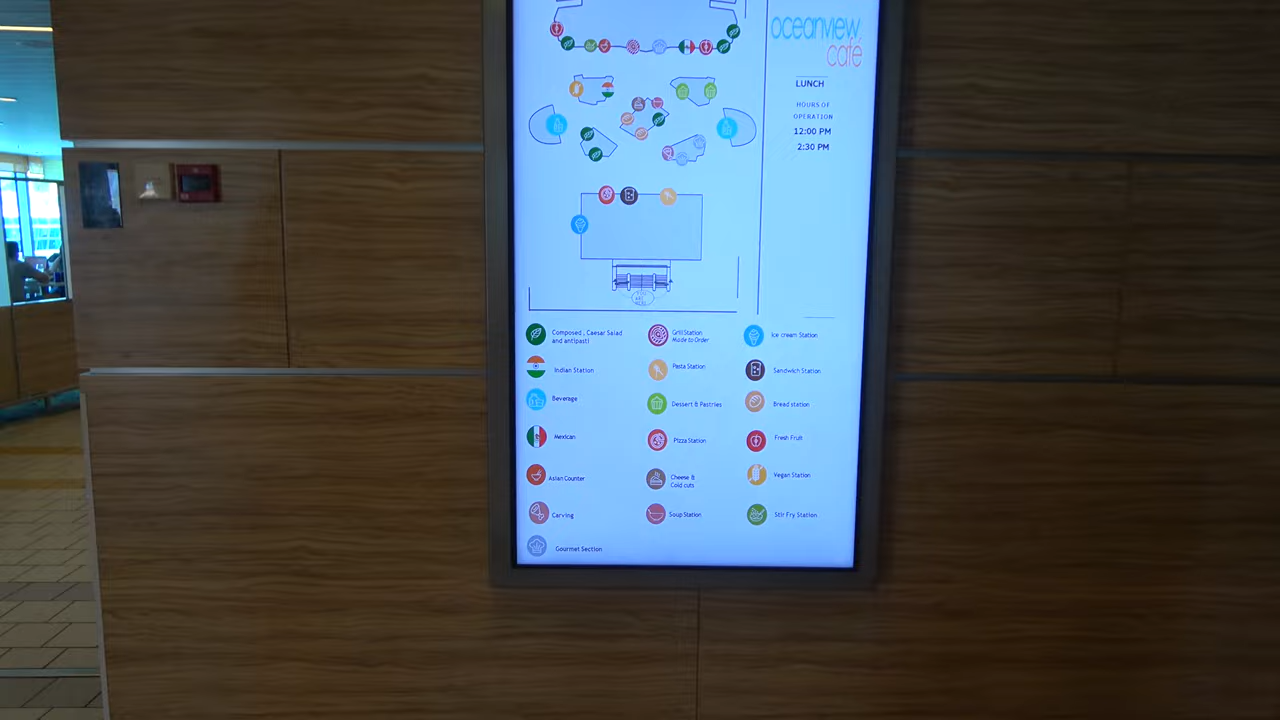 oceanview
café
LUNCH
HOURS OF
OPERATION
12:00 PM
2:30 PM
Composed , Caesar Salad
and antipasti
Grill Station
Made to Order
Ice cream Station
Indian Station
Pasta Station
Sandwich Station
Beverage
Dessert & Pastries
Bread station
Mexican
Pizza Station
Fresh Fruit
Asian Counter
Cheese &
Cold cuts
Vegan Station
Carving
Soup Station
Stir Fry Station
Gourmet Section